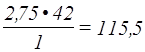 2,75 • 42
1
= 115,5